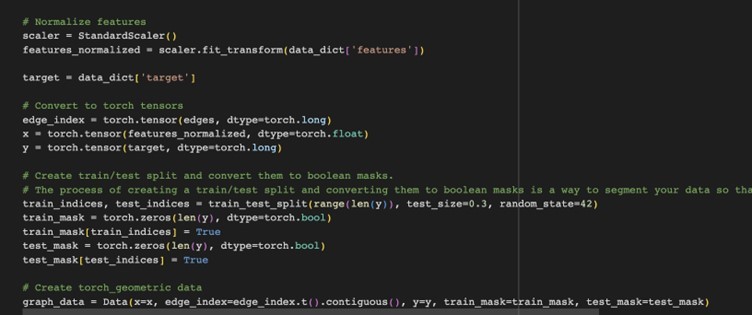 # Normalize features
scaler = StandardScaler()
features_normalized = scaler.fit_transform(data_dict['features'])
target = data_dict['target']
# Convert to torch tensors
edge_index = torch.tensor(edges, dtype=torch.long)
x = torch.tensor(features_normalized, dtype=torch.float)
y = torch.tensor(target, dtype=torch.long)
# Create train/test split and convert them to boolean masks.
# The process of creating a train/test split and converting them to boolean masks is a way to segment your data so tha
train_indices, test_indices = train_test_split(range(len(y)), test_size=0.3, random_state=42)
train_mask = torch.zeros(len(y), dtype=torch.bool)
train_mask[train_indices] = True
test_mask = torch.zeros(len(y), dtype=torch.bool)
test_mask[test_indices] = True
# Create torch_geometric data
graph_data = Data(x=x, edge_index=edge_index.t().contiguous(), y=y, train_mask=train_mask, test_mask=test_mask)